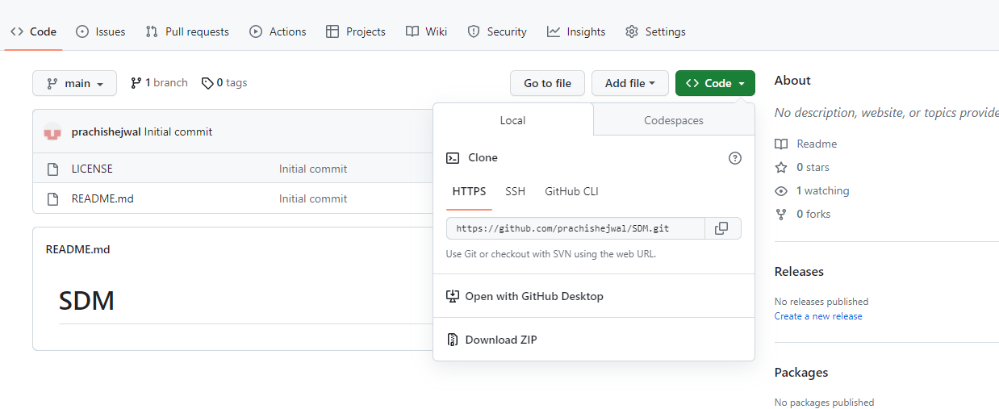 Code Issues Pull requests Actions Projects Wiki Security Insights Settings
main 1 branch 0 tags Go to file Add file Code
prachishejwal Initial commit
LICENSE Initial commit
README.md Initial commit
README.md
SDM
Local Codespaces
Clone
HTTPS SSH GitHub CLI
https://github.com/prachishejwal/SDM.git
Use Git or checkout with SVN using the web URL.
Open with GitHub Desktop
Download ZIP
About
No description, website, or topics provide
Readme
0 stars
1 watching
0 forks
Releases
No releases published
Create a new release
Packages
No packages published